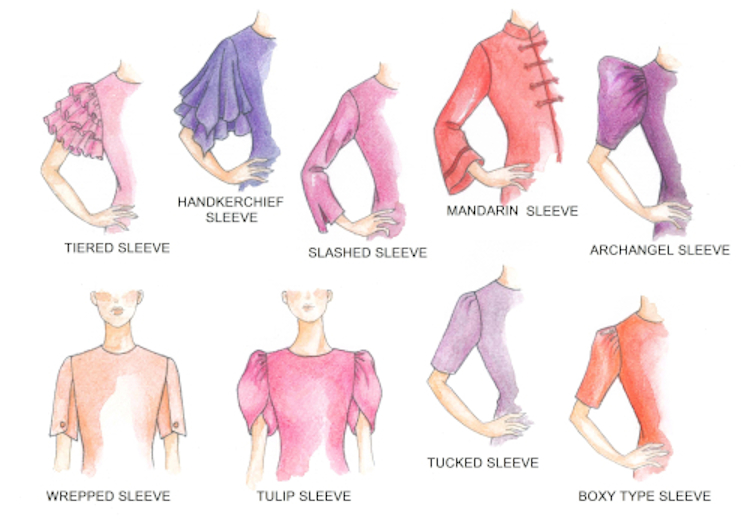 TIERED SLEEVE
HANDKERCHIEF
SLEEVE
SLASHED SLEEVE
MANDARIN SLEEVE
ARCHANGEL SLEEVE
WREPPED SLEEVE
TULIP SLEEVE
TUCKED SLEEVE
BOXY TYPE SLEEVE